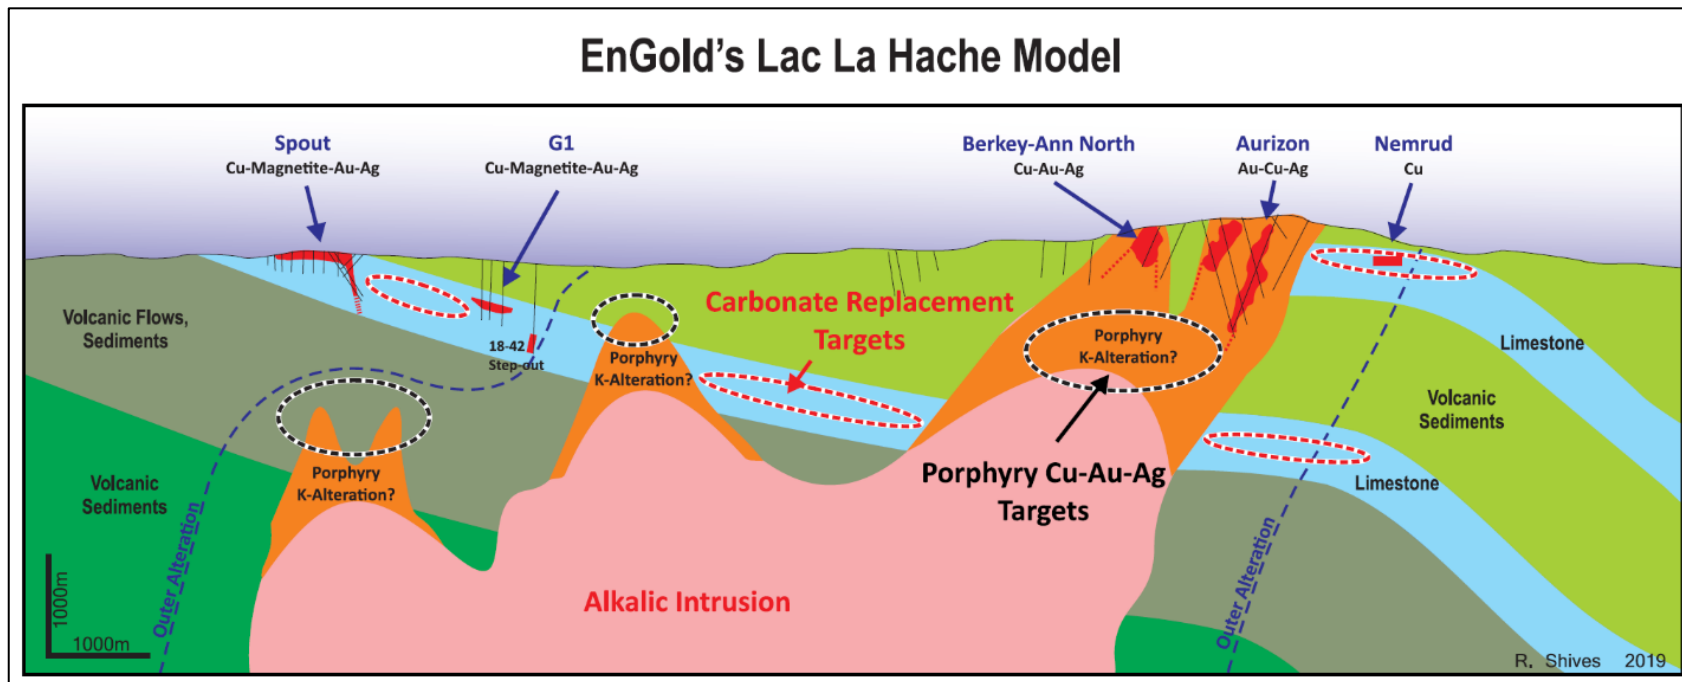 EnGold's Lac La Hache Model
Spout
Cu-Magnetite-Au-Ag
G1
Cu-Magnetite-Au-Ag
Berkey-Ann North
Cu-Au-Ag
Aurizon
Au-Cu-Ag
Nemrud
Cu
Volcanic Flows,
Sediments
18-42
Step-out
Carbonate Replacement
Targets
Porphyry
K-Alteration?
Porphyry
K-Alteration?
Limestone
Volcanic
Sediments
Porphyry
K-Alteration?
Volcanic
Sediments
Porphyry Cu-Au-Ag
Targets
Limestone
Outer Alteration
Outer Alteration
Alkalic Intrusion
1000m
1000m
R. Shives 2019